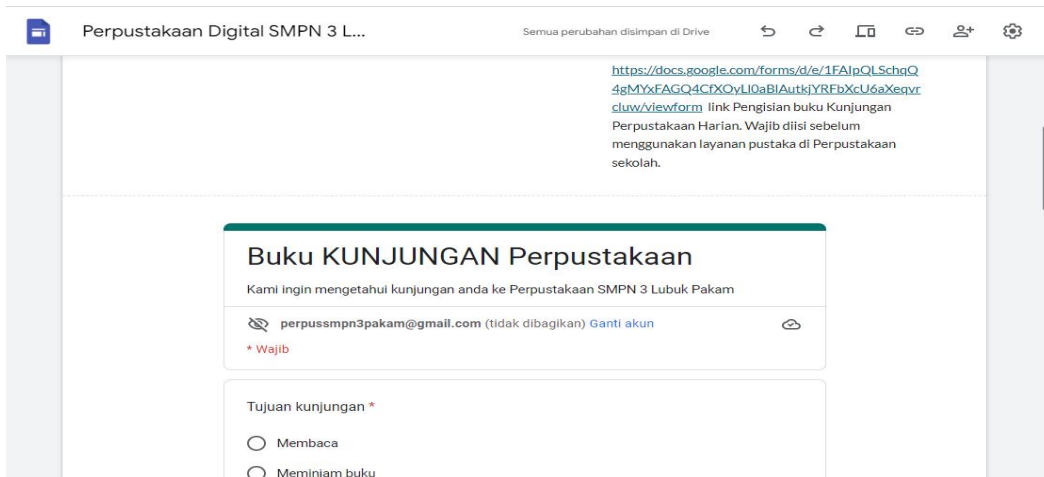 Perpustakaan Digital SMPN 3 L...
Semua perubahan disimpan di Drive
https://docs.google.com/forms/d/e/1FAIpQLSchqQ
4gMYxFAGQ4CfXOyLl0aBlAutkjYRFbXcU6aXeqvr
cluw/viewform link Pengisian buku Kunjungan
Perpustakaan Harian. Wajib diisi sebelum
menggunakan layanan pustaka di Perpustakaan
sekolah.
Buku KUNJUNGAN Perpustakaan
Kami ingin mengetahui kunjungan anda ke Perpustakaan SMPN 3 Lubuk Pakam
perpussmpn3pakam@gmail.com (tidak dibagikan) Ganti akun
* Wajib
Tujuan kunjungan *
Membaca
Meminjam buku